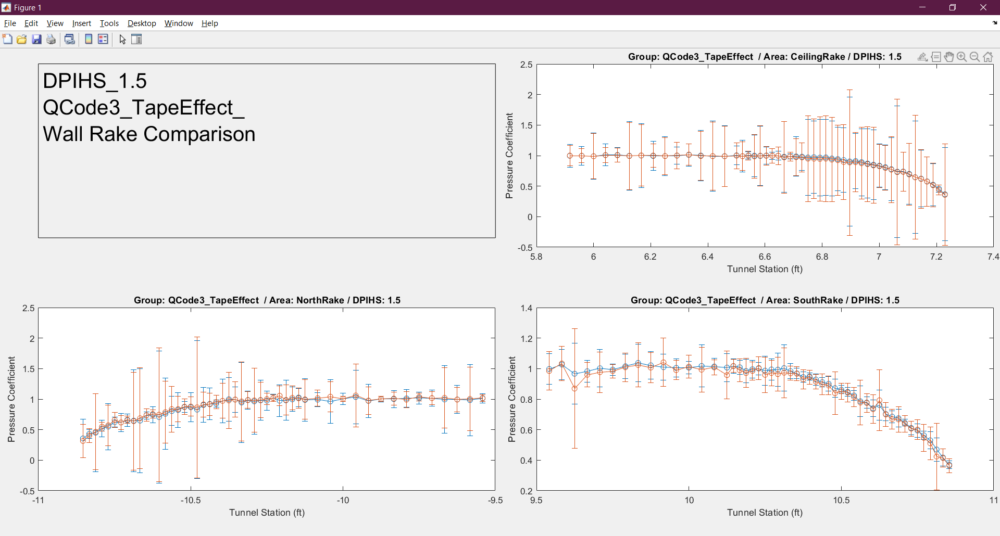 Figure 1
File Edit View Insert Tools Desktop Window Help
DPIHS_1.5
QCode3_TapeEffect_
Wall Rake Comparison
Group: QCode3_TapeEffect / Area: CeilingRake / DPIHS: 1.5
2.5
2
1.5
1
0.5
0
-0.5
Pressure Coefficient
5.8 6 6.2 6.4 6.6 6.8 7 7.2 7.4
Tunnel Station (ft)
Group: QCode3_TapeEffect / Area: NorthRake / DPIHS: 1.5
2.5
2
1.5
1
0.5
0
-0.5
Pressure Coefficient
-11 -10.5 -10 -9.5
Tunnel Station (ft)
Group: QCode3_TapeEffect / Area: SouthRake / DPIHS: 1.5
1.4
1.2
1
0.8
0.6
0.4
0.2
Pressure Coefficient
9.5 10 10.5 11
Tunnel Station (ft)